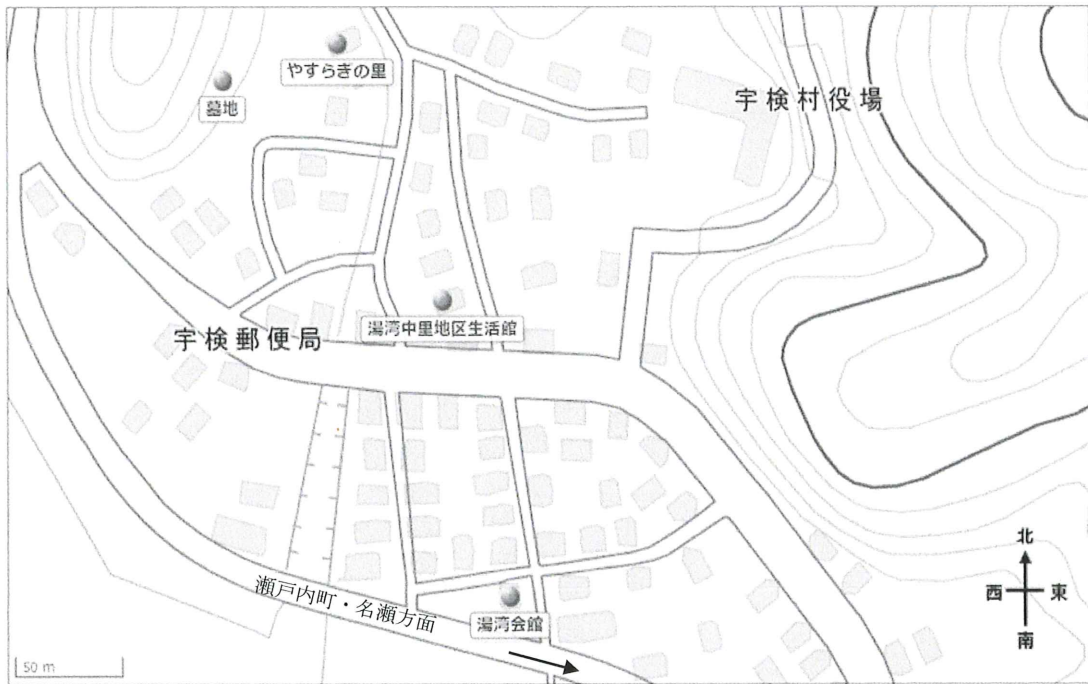 やすらぎの里
墓地
宇検村役場
湯湾中里地区生活館
宇検郵便局
瀬戸内町・名瀬方面
湯湾会館
北
西
東
南
50 m